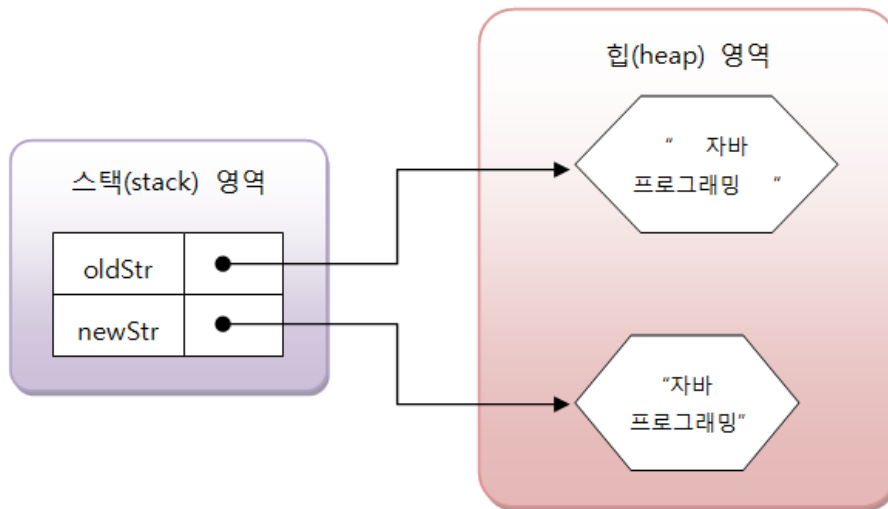 스택(stack) 영역
oldStr
newStr
힙(heap) 영역
“ 자바
프로그래밍 “
“자바
프로그래밍”